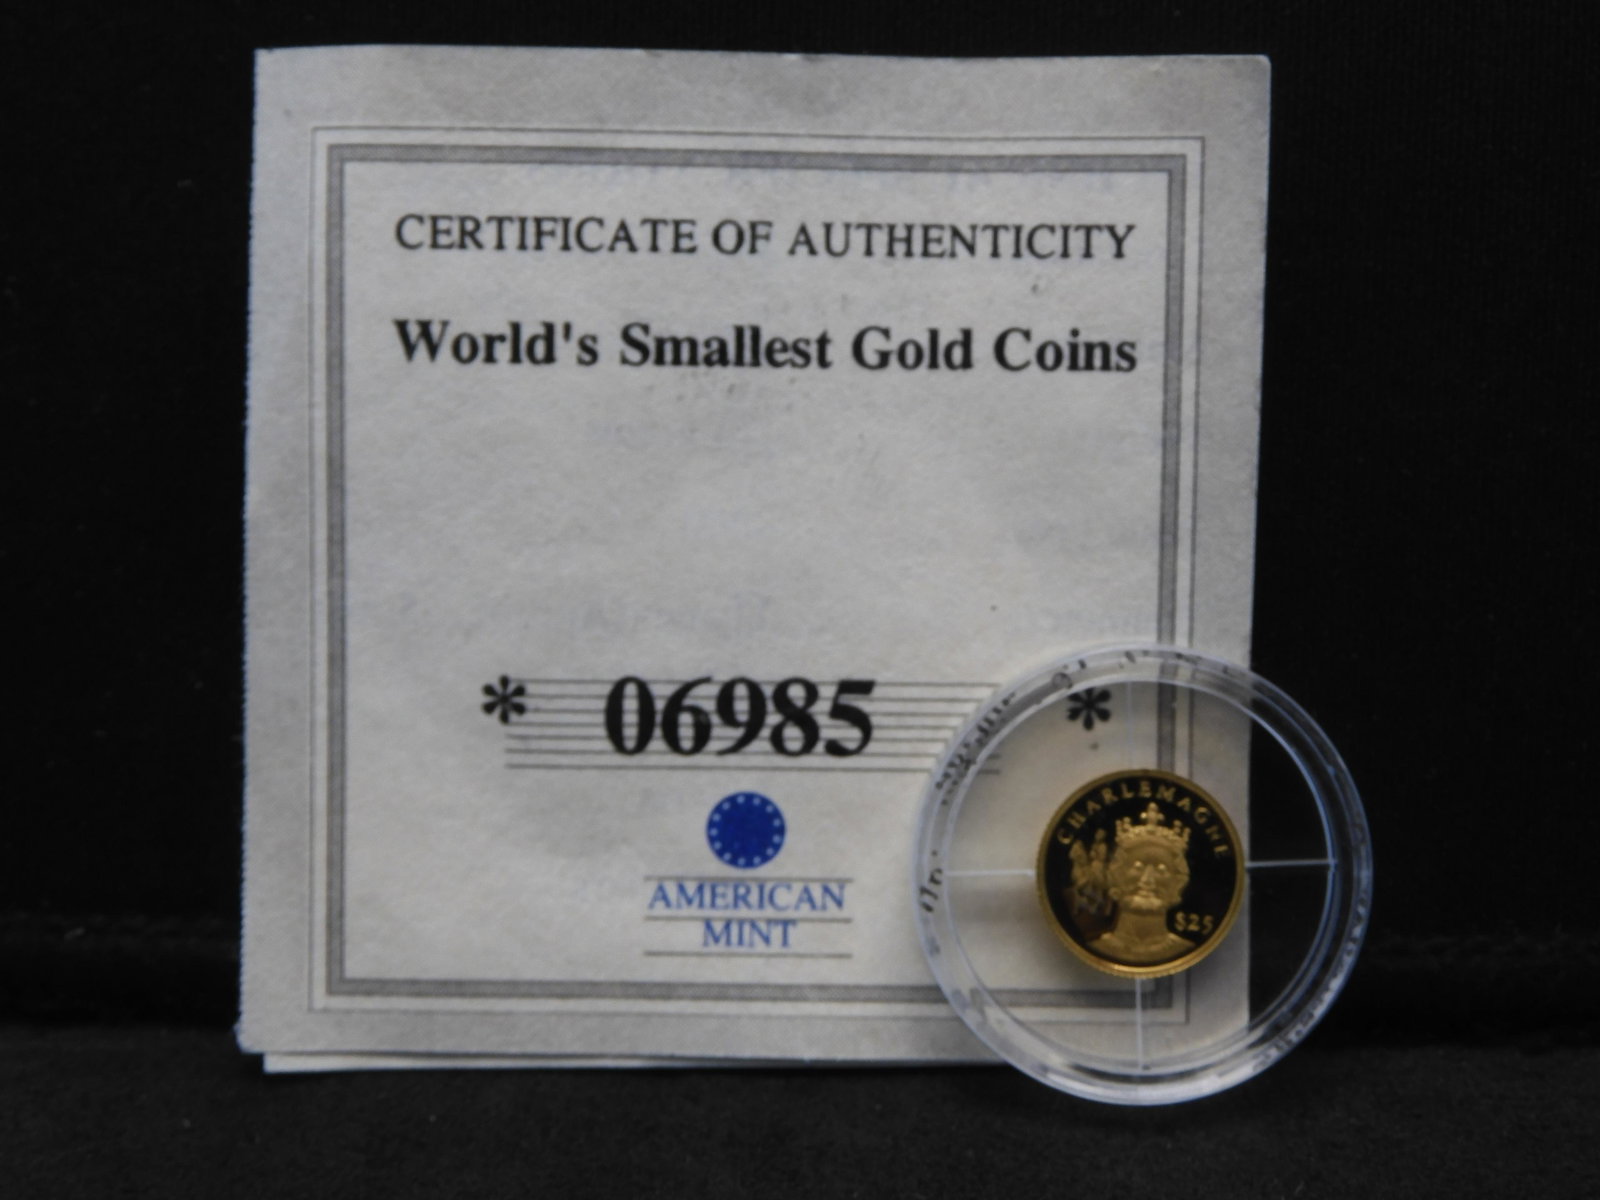 CERTIFICATE OF AUTHENTICITY
World's Smallest Gold Coins
* 06985 *
AMERICAN
MINT
CHARLEMAGNE
$25